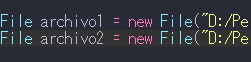 File archivo1 = new File("D:/Pe
File archivo2 = new File("D:/Pe